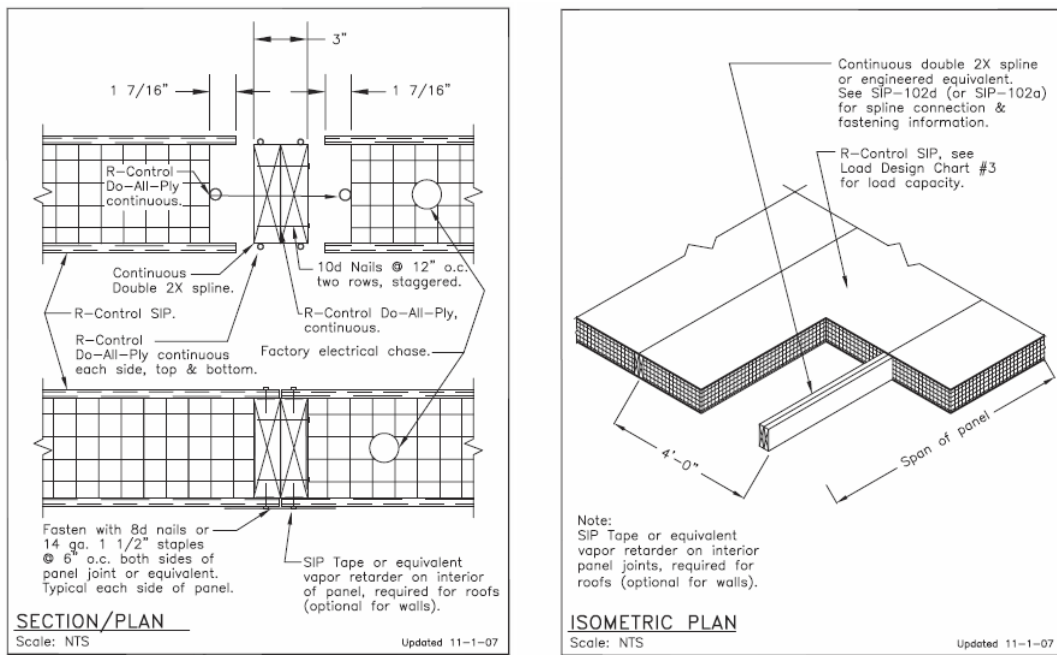 3"
1 7/16"
1 7/16"
R-Control
Do-All-Ply
continuous.
Continuous
Double 2X spline.
10d Nails @ 12" o.c.
two rows, staggered.
R-Control SIP.
R-Control Do-All-Ply,
continuous.
R-Control
Do-All-Ply continuous
each side, top & bottom.
Factory electrical chase.
Fasten with 8d nails or
14 ga. 1 1/2" staples
@ 6" o.c. both sides of
panel joint or equivalent.
Typical each side of panel.
SIP Tape or equivalent
vapor retarder on interior
of panel, required for roofs
(optional for walls).
SECTION/PLAN
Scale: NTS
Updated 11-1-07
Continuous double 2X spline
or engineered equivalent.
See SIP-102d (or SIP-102a)
for spline connection &
fastening information.
R-Control SIP, see
Load Design Chart #3
for load capacity.
4'-0"
Span of panel
Note:
SIP Tape or equivalent
vapor retarder on interior
panel joints, required for
roofs (optional for walls).
ISOMETRIC PLAN
Scale: NTS
Updated 11-1-07